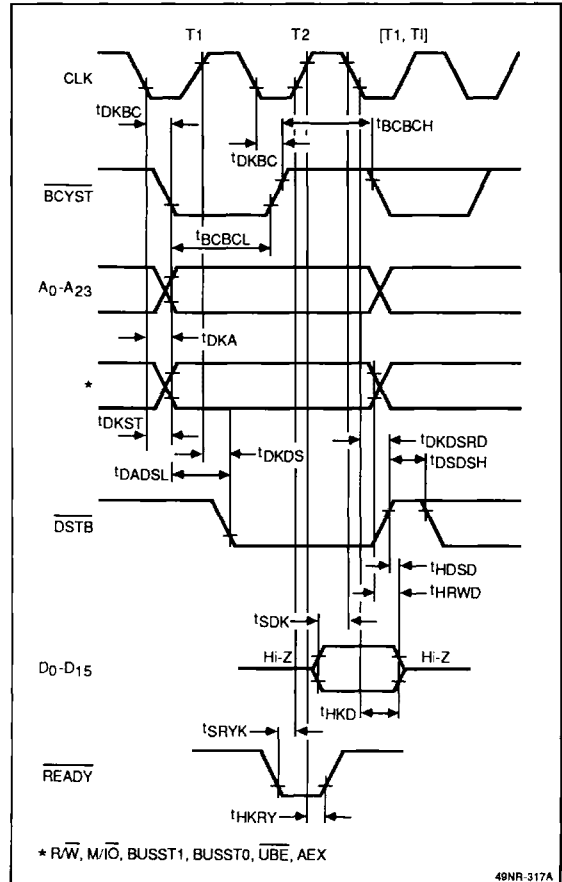 T1 T2 [T1, TI]
CLK
tDKBC
tBCBCH
tDKBC
BCYST
tBCBCL
A0-A23
tDKA
*
tDKST
tDKDSRD
tDKDS
tDSDSH
tDADSL
DSTB
tHDSD
tHRWD
tSDK
Hi-Z Hi-Z
D0-D15
tHKD
tSRYK
READY
tHKRY
* R/W, M/IO, BUSST1, BUSST0, UBE, AEX
49NR-317A